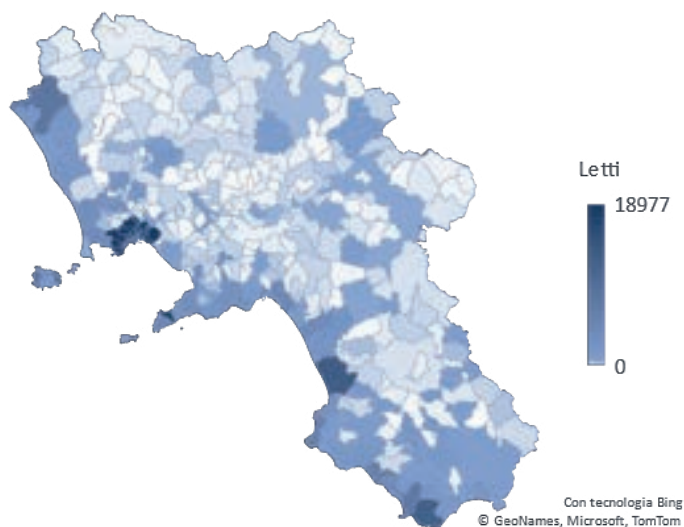 Letti
18977
0
Con tecnologia Bing
© GeoNames, Microsoft, TomTom